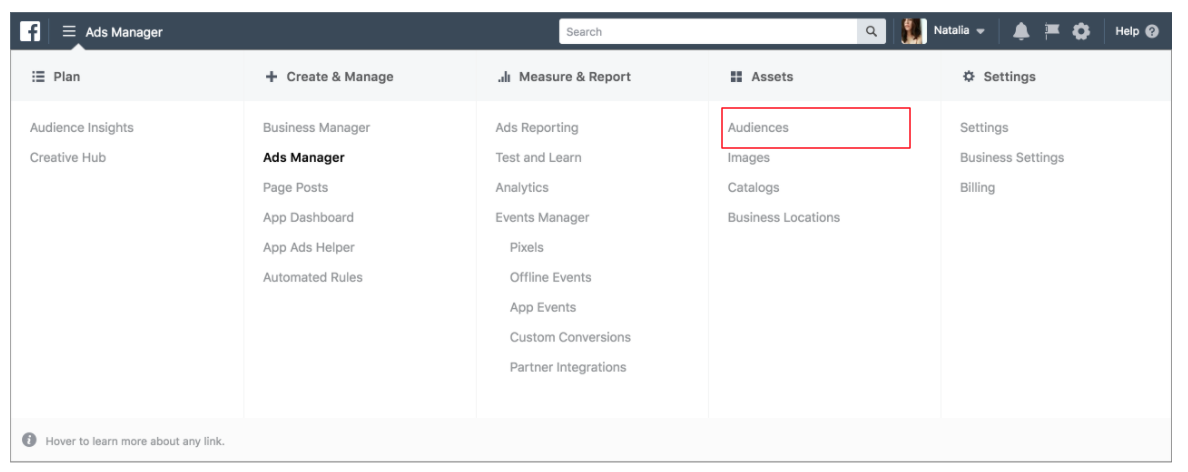 Ads Manager
Search
Natalia
Help
Plan
Audience Insights
Creative Hub
Create & Manage
Business Manager
Ads Manager
Page Posts
App Dashboard
App Ads Helper
Automated Rules
Measure & Report
Ads Reporting
Test and Learn
Analytics
Events Manager
Pixels
Offline Events
App Events
Custom Conversions
Partner Integrations
Assets
Audiences
Images
Catalogs
Business Locations
Settings
Settings
Business Settings
Billing
Hover to learn more about any link.